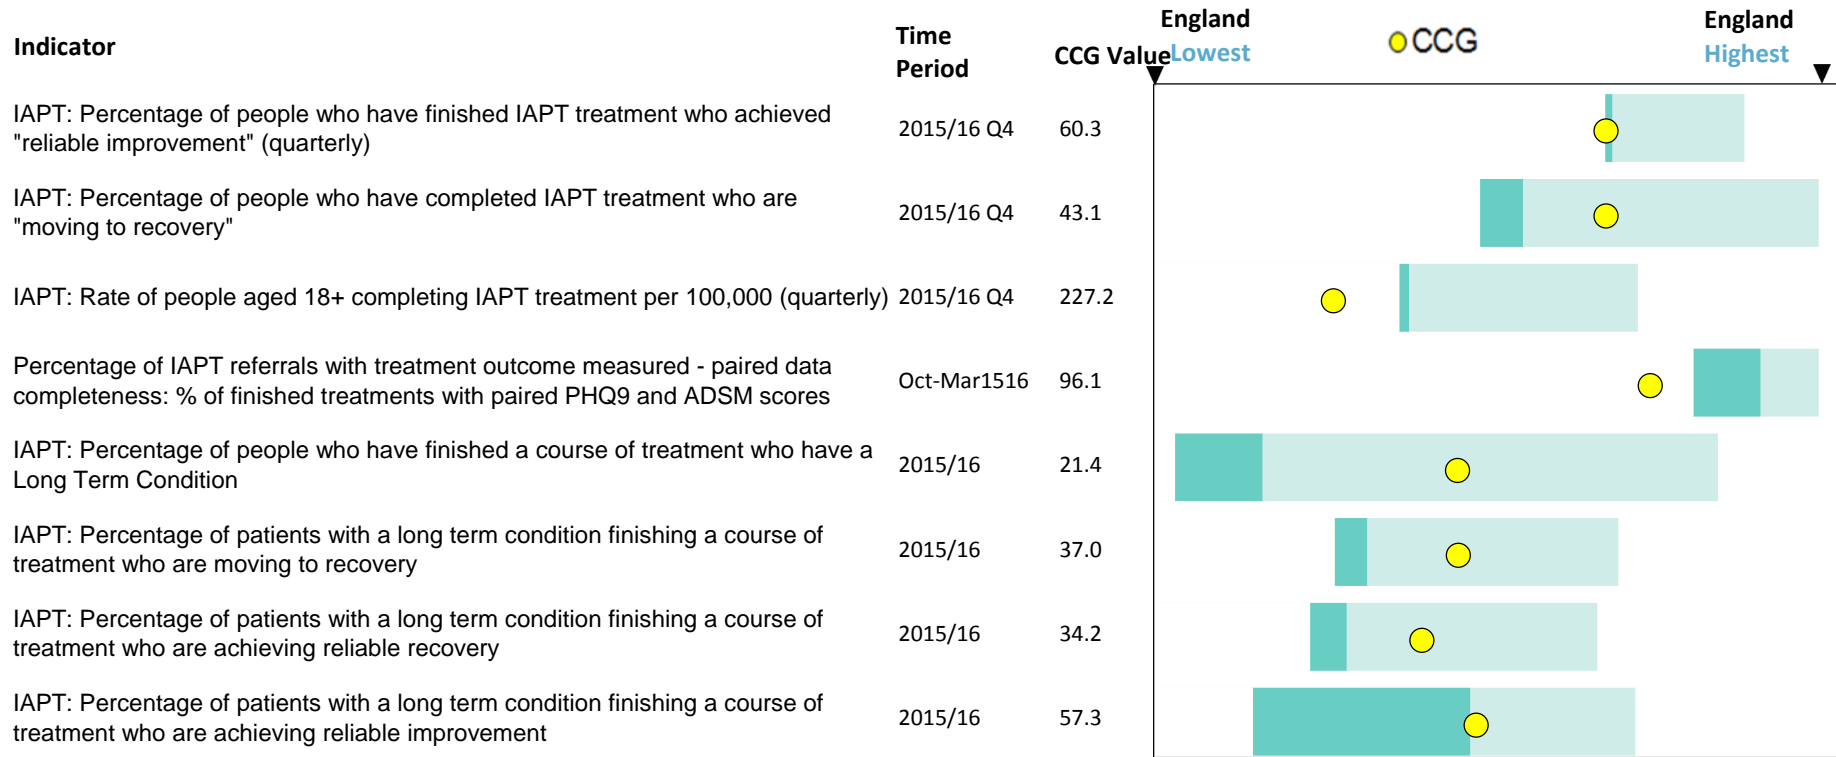 Indicator
Time
Period
CCG Value
England
Lowest
CCG
England
Highest
IAPT: Percentage of people who have finished IAPT treatment who achieved
"reliable improvement" (quarterly)
2015/16 Q4
60.3
IAPT: Percentage of people who have completed IAPT treatment who are
"moving to recovery"
2015/16 Q4
43.1
IAPT: Rate of people aged 18+ completing IAPT treatment per 100,000 (quarterly)
2015/16 Q4
227.2
Percentage of IAPT referrals with treatment outcome measured - paired data
completeness: % of finished treatments with paired PHQ9 and ADSM scores
Oct-Mar1516
96.1
IAPT: Percentage of people who have finished a course of treatment who have a
Long Term Condition
2015/16
21.4
IAPT: Percentage of patients with a long term condition finishing a course of
treatment who are moving to recovery
2015/16
37.0
IAPT: Percentage of patients with a long term condition finishing a course of
treatment who are achieving reliable recovery
2015/16
34.2
IAPT: Percentage of patients with a long term condition finishing a course of
treatment who are achieving reliable improvement
2015/16
57.3